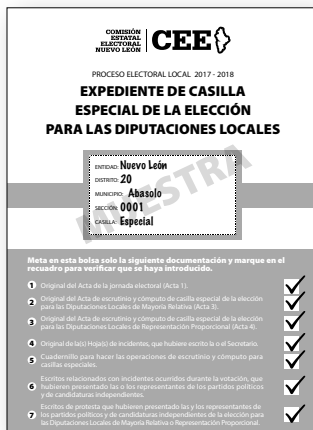 COMISIÓN
ESTATAL
ELECTORAL
NUEVO LEÓN
CEE
PROCESO ELECTORAL LOCAL 2017 - 2018
EXPEDIENTE DE CASILLA
ESPECIAL DE LA ELECCIÓN
PARA LAS DIPUTACIONES LOCALES
ENTIDAD: Nuevo León
DISTRITO: 20
MUNICIPIO: Abasolo
SECCIÓN: 0001
CASILLA: Especial
MUESTRA
Meta en esta bolsa solo la siguiente documentación y marque en el
recuadro para verificar que se haya introducido.
1 Original del Acta de la jornada electoral (Acta 1).
2 Original del Acta de escrutinio y cómputo de casilla especial de la elección
para las Diputaciones Locales de Mayoría Relativa (Acta 3).
3 Original del Acta de escrutinio y cómputo de casilla especial de la elección
para las Diputaciones Locales de Representación Proporcional (Acta 4).
4 Original de la(s) Hoja(s) de incidentes, que hubiere escrito la o el Secretario.
5 Cuadernillo para hacer las operaciones de escrutinio y cómputo para
casillas especiales.
6 Escritos relacionados con incidentes ocurridos durante la votación, que
hubieren presentado las o los representantes de los partidos políticos
y de candidaturas independientes.
7 Escritos de protesta que hubieren presentado las y los representantes de
los partidos políticos y de candidaturas independientes de la elección para
las Diputaciones Locales de Mayoría Relativa o Representación Proporcional.